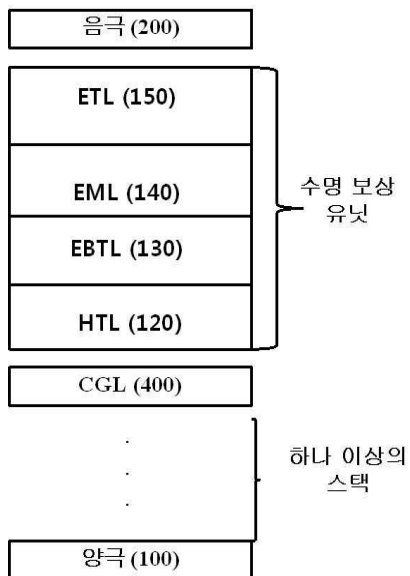 음극 (200)
ETL (150)
EML (140)
수명 보상
유닛
EBTL (130)
HTL (120)
CGL (400)
하나 이상의
스택
양극 (100)